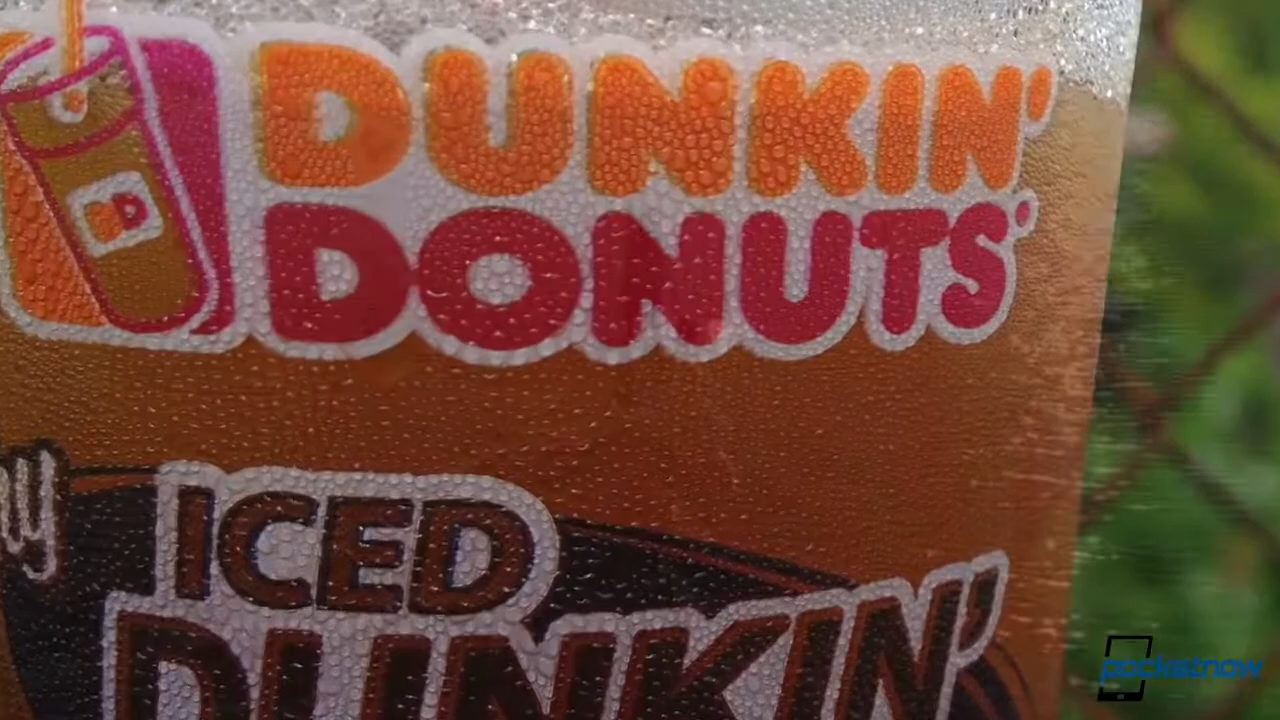 DUNKIN'
DONUTS'
D
ICED
DUNKIN'
pocketnow